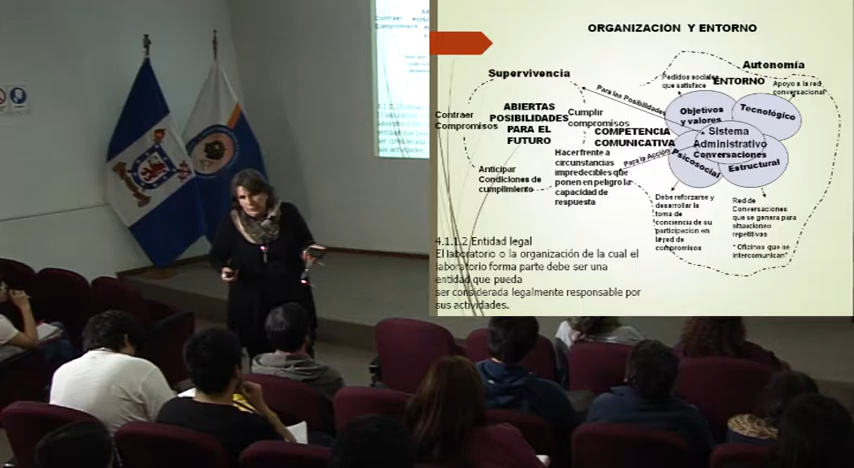 ORGANIZACION Y ENTORNO
Autonomía
Supervivencia
Pedidos sociales
que satisface
ENTORNO
Apoyo a la red
conversacional
Para las Posibilidades
Contraer
Compromisos
ABIERTAS
POSIBILIDADES
PARA EL
FUTURO
Cumplir
compromisos
COMPETENCIA
COMUNICATIVA
Objetivos
y valores
Tecnológico
Sistema
Administrativo
Conversaciones
Psicosocial
Estructural
Para la Acción
Hacer frente a
circunstancias
impredecibles que
ponen en peligro la
capacidad de
respuesta
Anticipar
Condiciones de
cumplimiento
Debe reforzarse y
desarrollar la
toma de
conciencia de su
participacion en
la red de
compromisos
Red de
Conversaciones
que se genera para
situaciones
repetitivas
"Oficinas que se
intercomunican"
4.1.1.2 Entidad legal
El laboratorio o la organización de la cual el
laboratorio forma parte debe ser una
entidad que pueda
ser considerada legalmente responsable por
sus actividades.